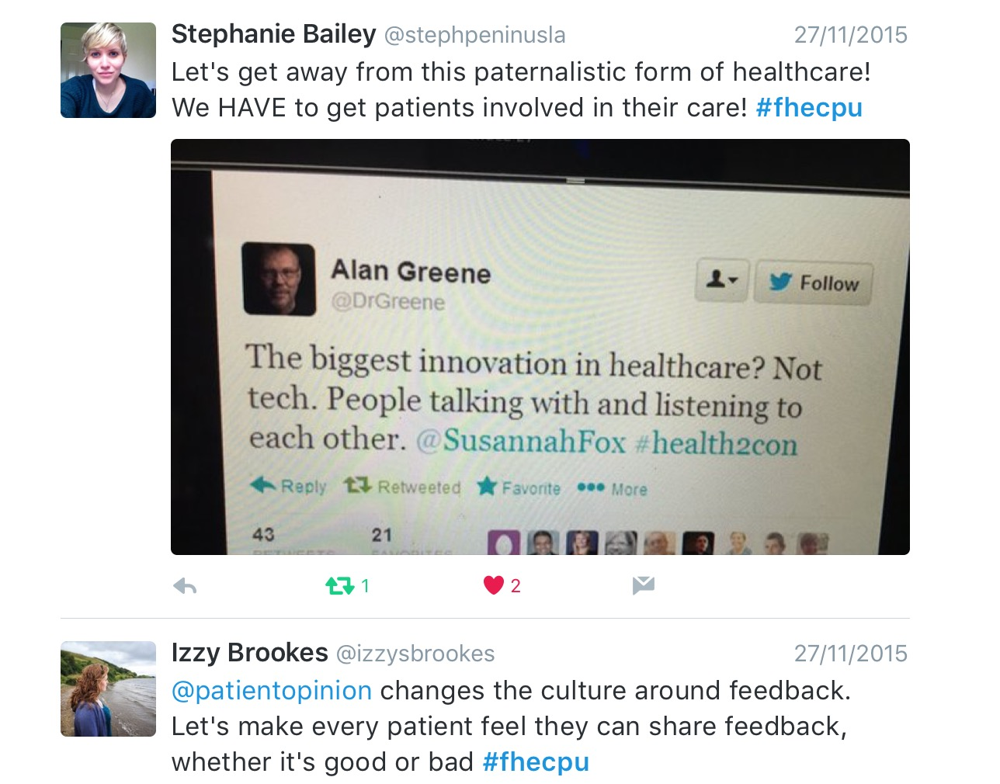 Stephanie Bailey @stephpeninusla 27/11/2015
Let's get away from this paternalistic form of healthcare!
We HAVE to get patients involved in their care! #fhecpu
Alan Greene
@DrGreene
Follow
The biggest innovation in healthcare? Not
tech. People talking with and listening to
each other. @SusannahFox #health2con
Reply Retweeted Favorite More
43 21
RETWEETS FAVORITES
1 2
Izzy Brookes @izzysbrookes 27/11/2015
@patientopinion changes the culture around feedback.
Let's make every patient feel they can share feedback,
whether it's good or bad #fhecpu